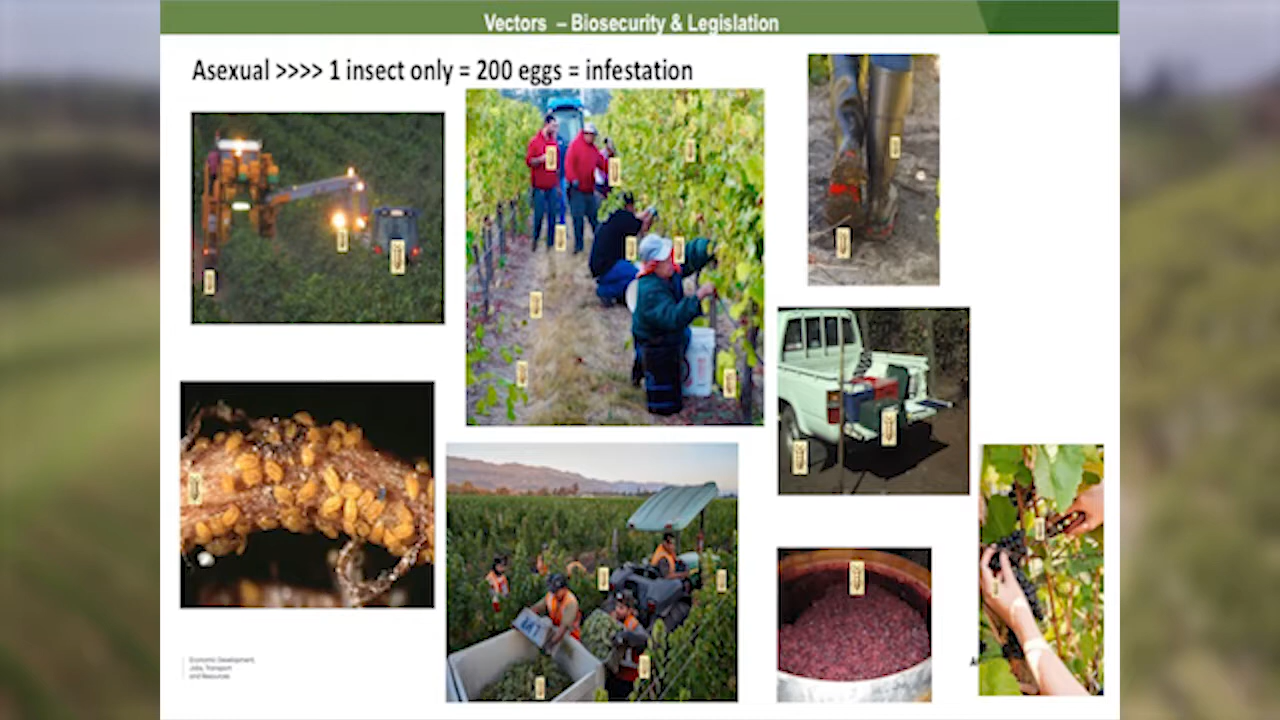 Vectors – Biosecurity & Legislation
Asexual >>>> 1 insect only = 200 eggs = infestation
Economic Development,
Jobs, Transport
and Resources